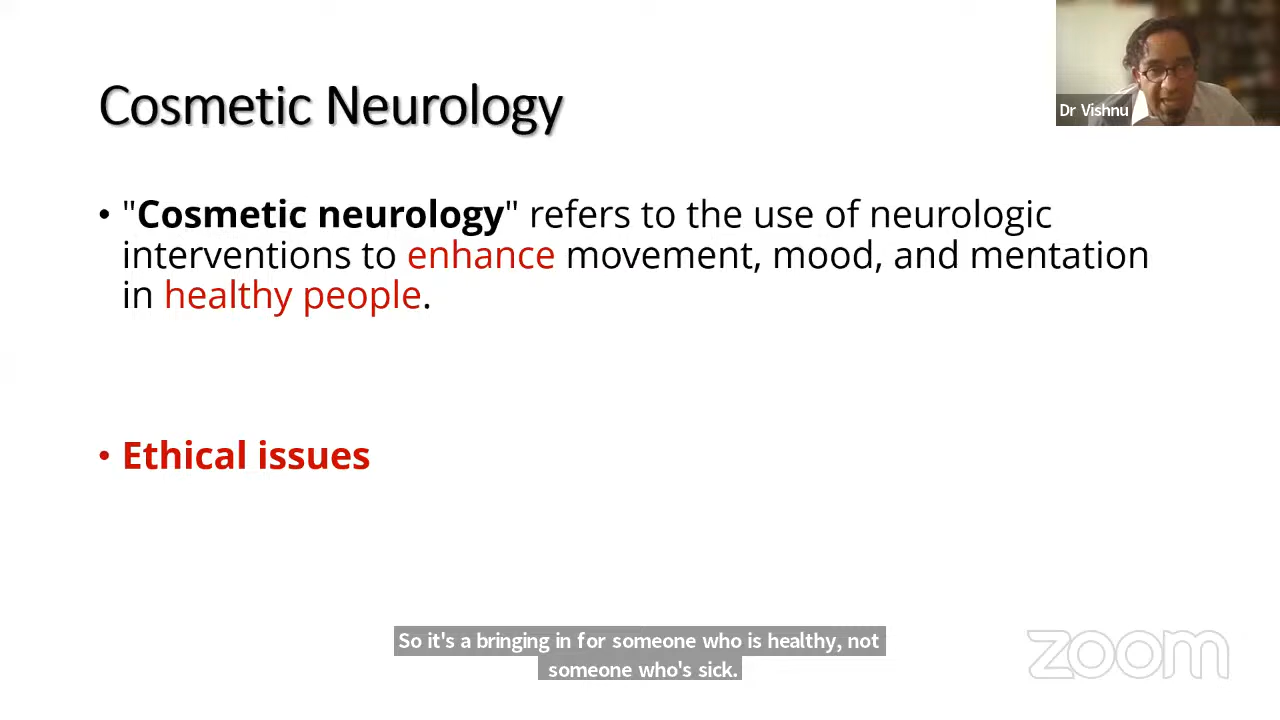 Cosmetic Neurology
Dr Vishnu
• "Cosmetic neurology" refers to the use of neurologic
interventions to enhance movement, mood, and mentation
in healthy people.
• Ethical issues
So it's a bringing in for someone who is healthy, not
someone who's sick.
zoom